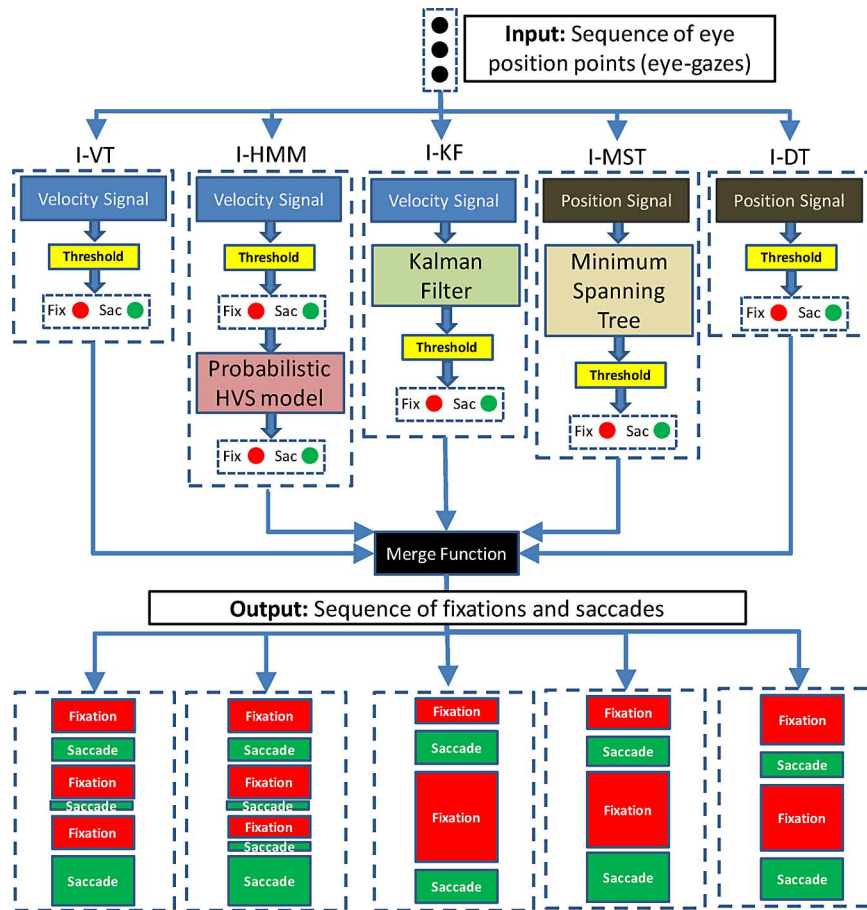 Input: Sequence of eye
position points (eye-gazes)
I-VT
I-HMM
I-KF
I-MST
I-DT
Velocity Signal
Threshold
Fix Sac
Velocity Signal
Threshold
Fix Sac
Probabilistic
HVS model
Fix Sac
Velocity Signal
Kalman
Filter
Threshold
Fix Sac
Position Signal
Minimum
Spanning
Tree
Threshold
Fix Sac
Position Signal
Threshold
Fix Sac
Merge Function
Output: Sequence of fixations and saccades
Fixation
Saccade
Fixation
Saccade
Fixation
Saccade
Fixation
Saccade
Fixation
Saccade
Fixation
Saccade
Saccade
Fixation
Saccade
Fixation
Saccade
Fixation
Saccade
Fixation
Saccade
Fixation
Saccade
Fixation
Saccade